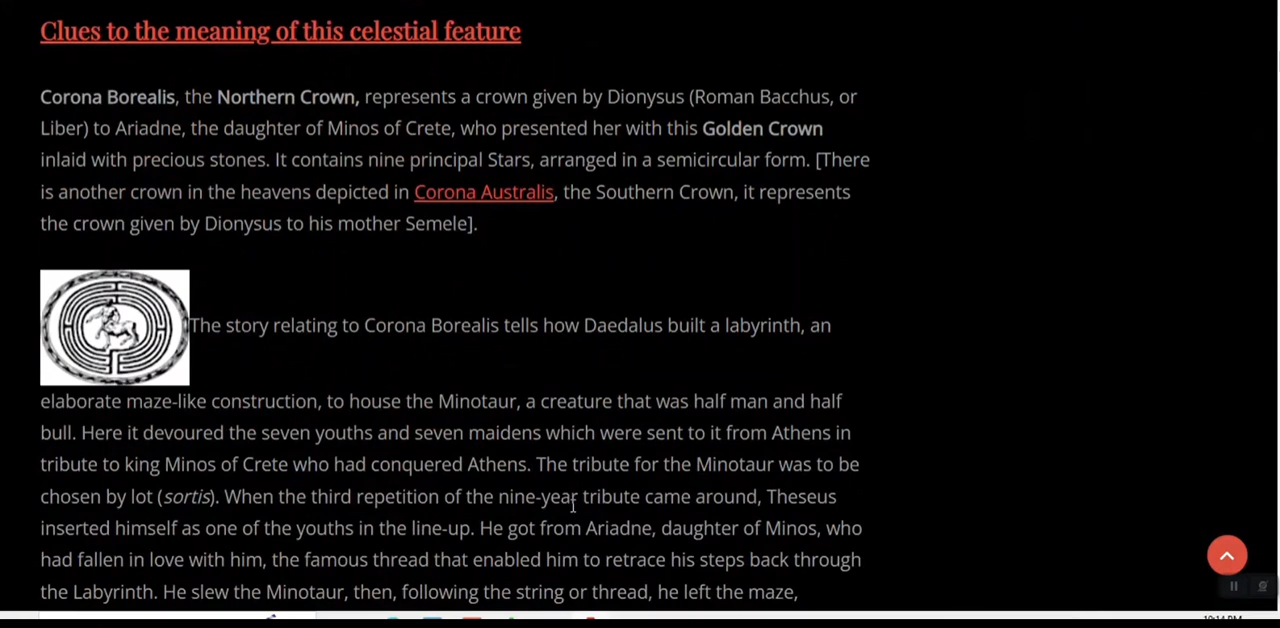 Clues to the meaning of this celestial feature
Corona Borealis, the Northern Crown, represents a crown given by Dionysus (Roman Bacchus, or
Liber) to Ariadne, the daughter of Minos of Crete, who presented her with this Golden Crown
inlaid with precious stones. It contains nine principal Stars, arranged in a semicircular form. [There
is another crown in the heavens depicted in Corona Australis, the Southern Crown, it represents
the crown given by Dionysus to his mother Semele].
The story relating to Corona Borealis tells how Daedalus built a labyrinth, an
elaborate maze-like construction, to house the Minotaur, a creature that was half man and half
bull. Here it devoured the seven youths and seven maidens which were sent to it from Athens in
tribute to king Minos of Crete who had conquered Athens. The tribute for the Minotaur was to be
chosen by lot (sortis). When the third repetition of the nine-year tribute came around, Theseus
inserted himself as one of the youths in the line-up. He got from Ariadne, daughter of Minos, who
had fallen in love with him, the famous thread that enabled him to retrace his steps back through
the Labyrinth. He slew the Minotaur, then, following the string or thread, he left the maze,